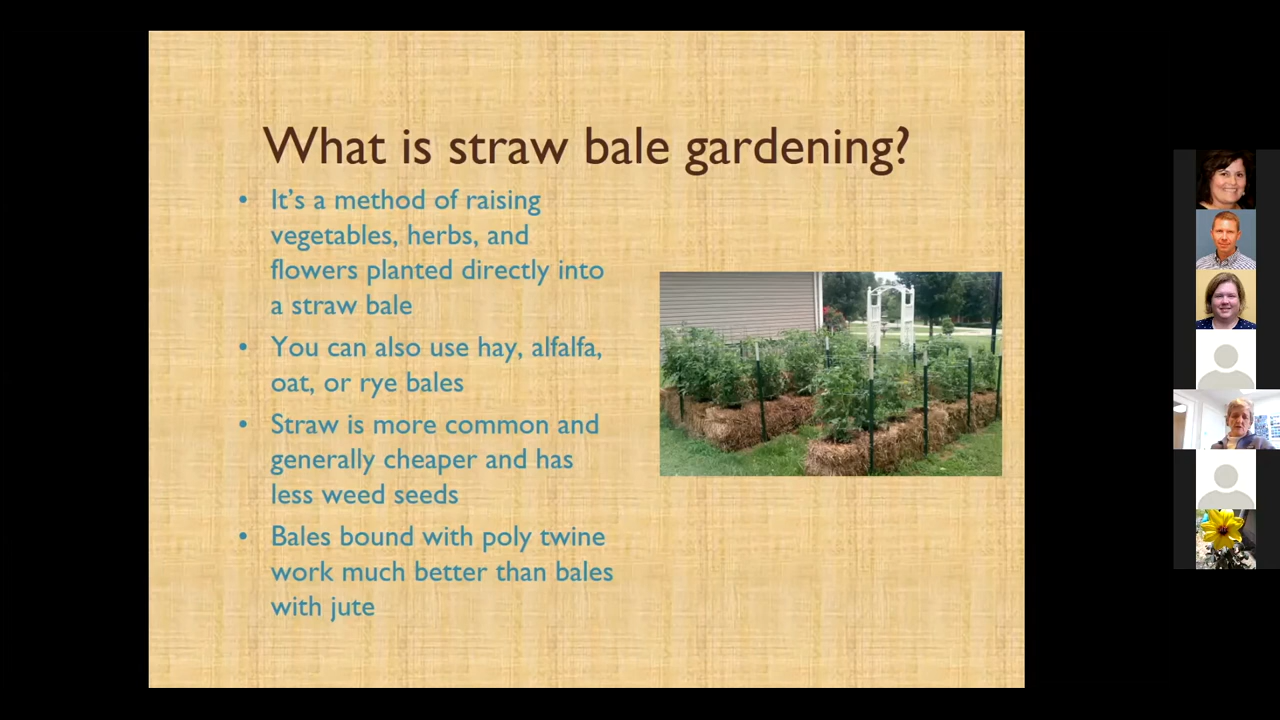 What is straw bale gardening?
• It's a method of raising
vegetables, herbs, and
flowers planted directly into
a straw bale
• You can also use hay, alfalfa,
oat, or rye bales
• Straw is more common and
generally cheaper and has
less weed seeds
• Bales bound with poly twine
work much better than bales
with jute